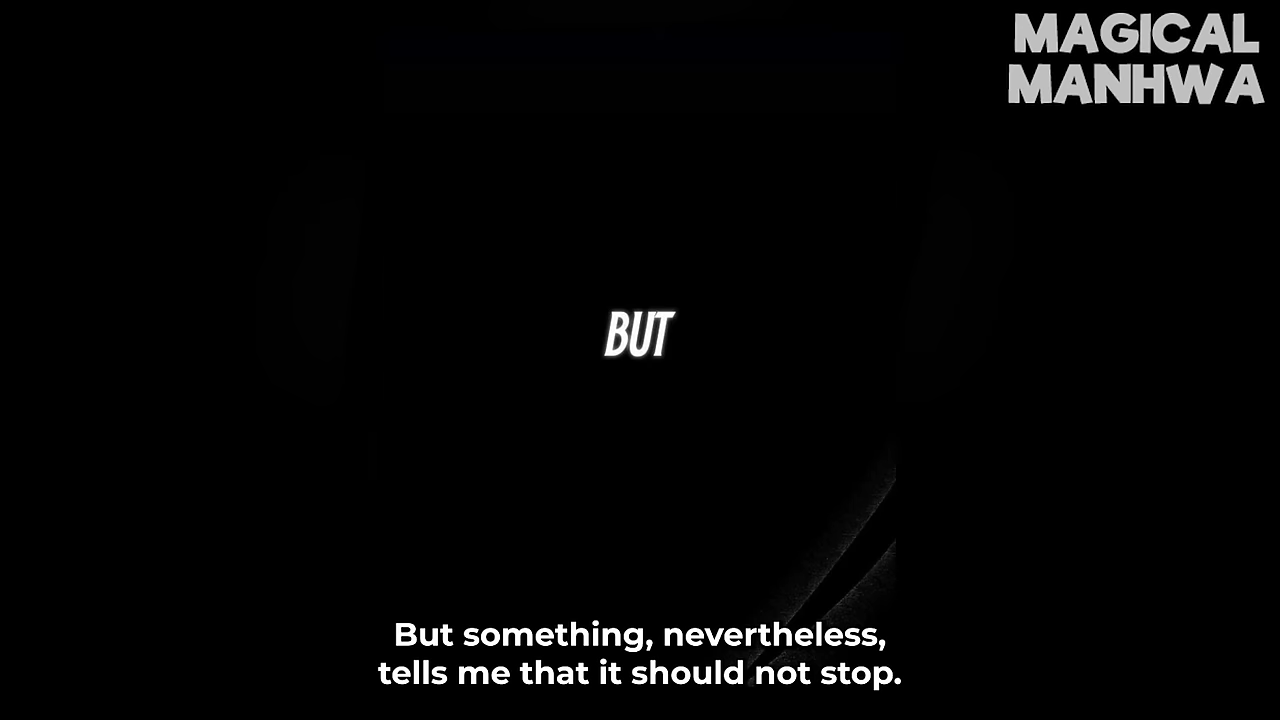 MAGICAL
MANHWA
BUT
But something, nevertheless,
tells me that it should not stop.